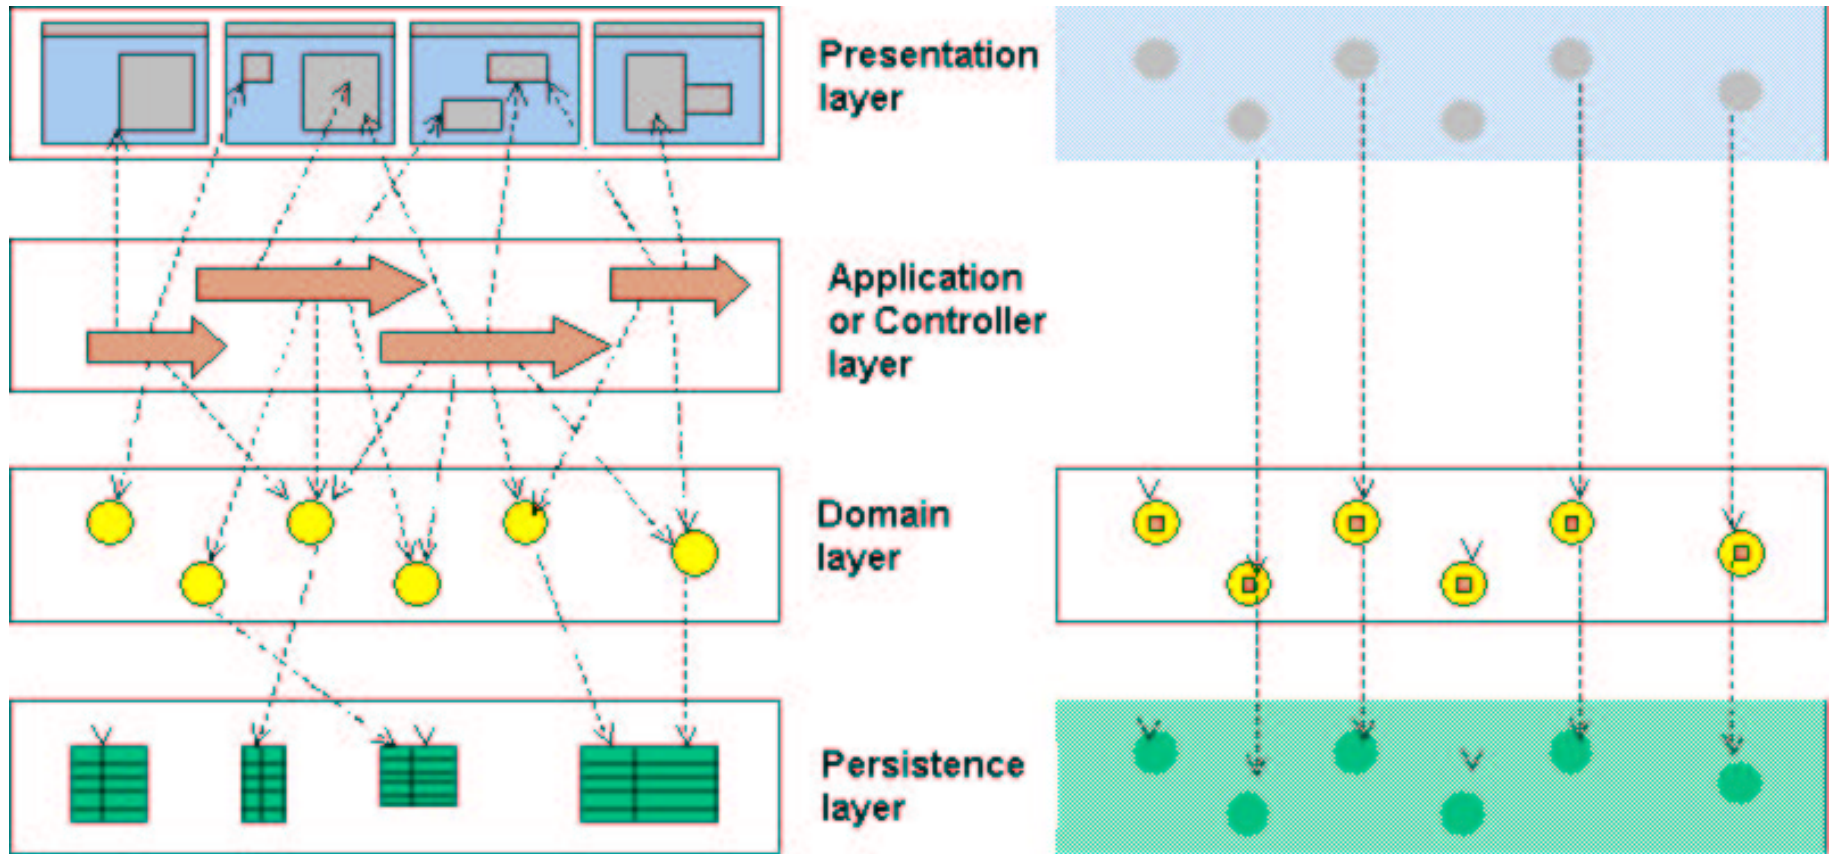 Presentation
layer
Application
or Controller
layer
Domain
layer
Persistence
layer